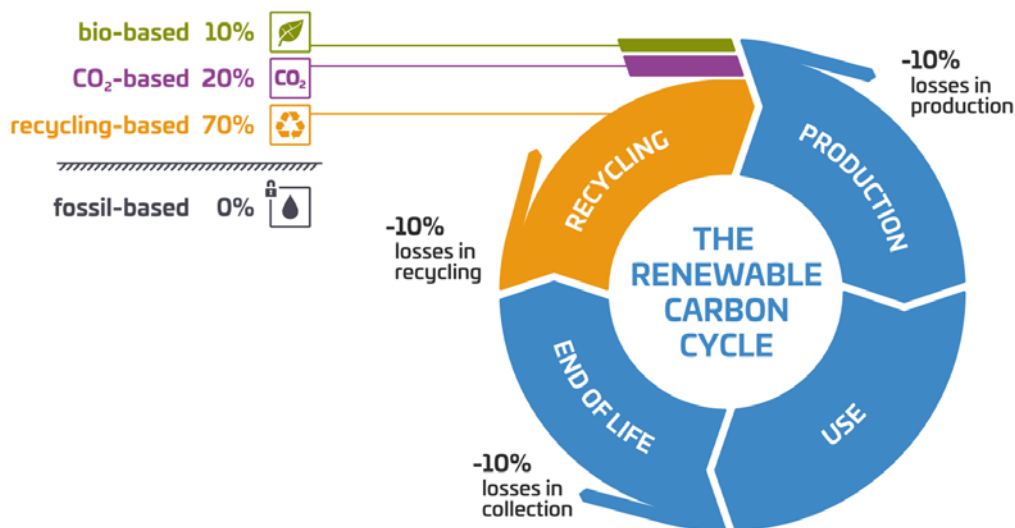 bio-based 10%
CO₂-based 20% CO₂
recycling-based 70%
fossil-based 0%
-10%
losses in
production
PRODUCTION
RECYCLING
-10%
losses in
recycling
THE
RENEWABLE
CARBON
CYCLE
END OF LIFE
USE
-10%
losses in
collection